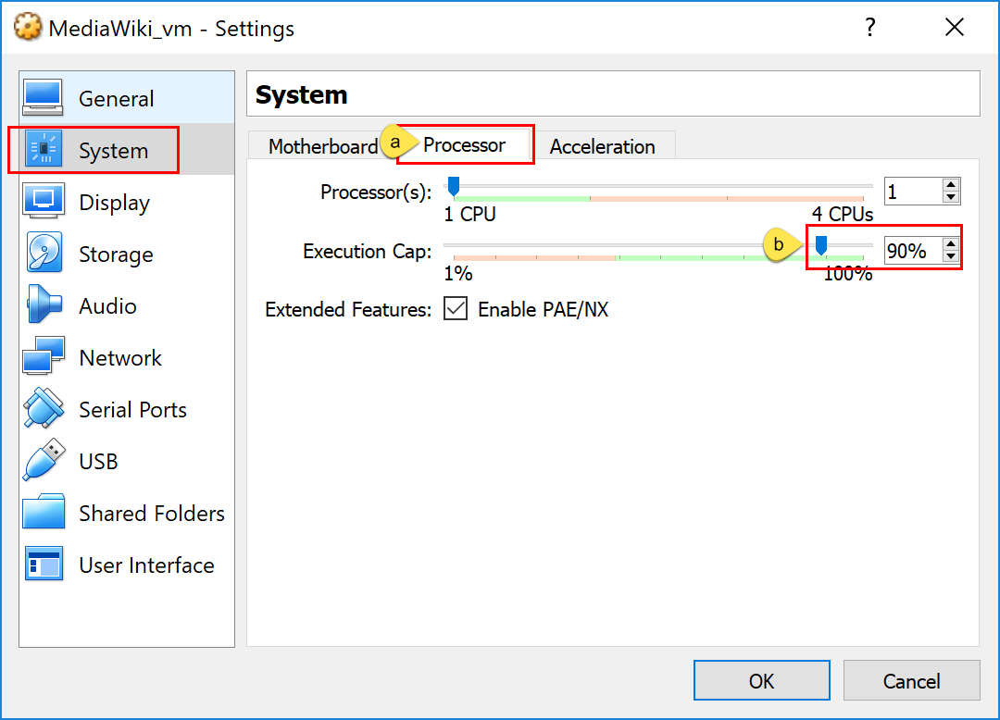 MediaWiki_vm - Settings
?
General
System
Display
Storage
Audio
Network
Serial Ports
USB
Shared Folders
User Interface
System
Motherboard a Processor Acceleration
Processor(s): 1
1 CPU 4 CPUs
Execution Cap: b 90%
1% 100%
Extended Features: Enable PAE/NX
OK Cancel